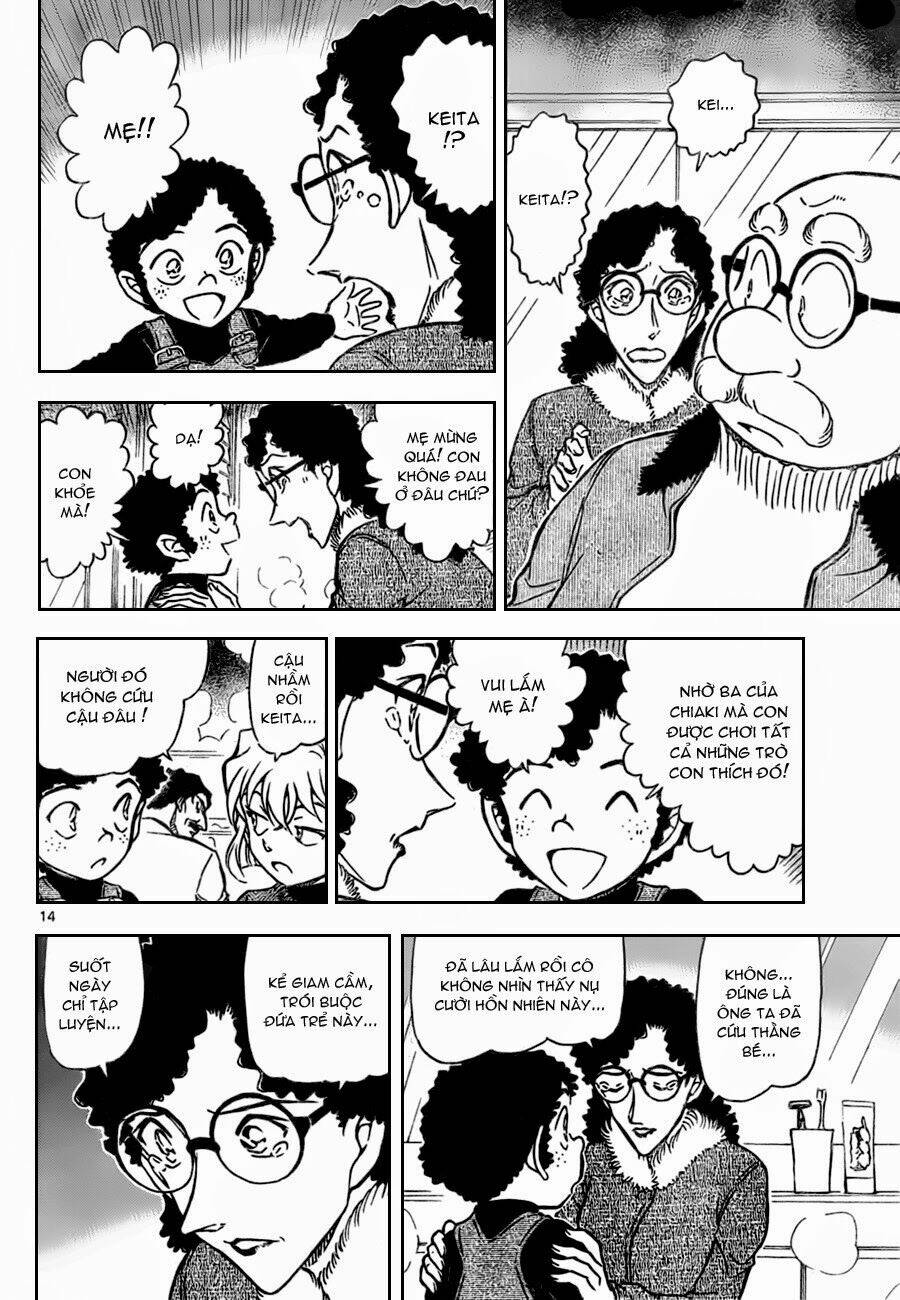 KEI...
KEITA!?
KEITA
!?
MẸ!!
MẸ MỪNG
QUÁ! CON
KHÔNG ĐAU
Ở ĐÂU CHỨ?
DẠ!
CON
KHỎE
MÀ!
NHỜ BA CỦA
CHIAKI MÀ CON
ĐƯỢC CHƠI TẤT
CẢ NHỮNG TRÒ
CON THÍCH ĐÓ!
VUI LẮM
MẸ À!
CẬU
NHẦM
RỒI
KEITA...
NGƯỜI ĐÓ
KHÔNG CỨU
CẬU ĐÂU !
14
KHÔNG...
ĐÚNG LÀ
ÔNG TA ĐÃ
CỨU THẰNG
BÉ...
ĐÃ LÂU LẮM RỒI CÔ
KHÔNG NHÌN THẤY NỤ
CƯỜI HỒN NHIÊN NÀY...
KẺ GIAM CẦM,
TRÓI BUỘC
ĐỨA TRẺ NÀY...
SUỐT
NGÀY
CHỈ TẬP
LUYỆN...